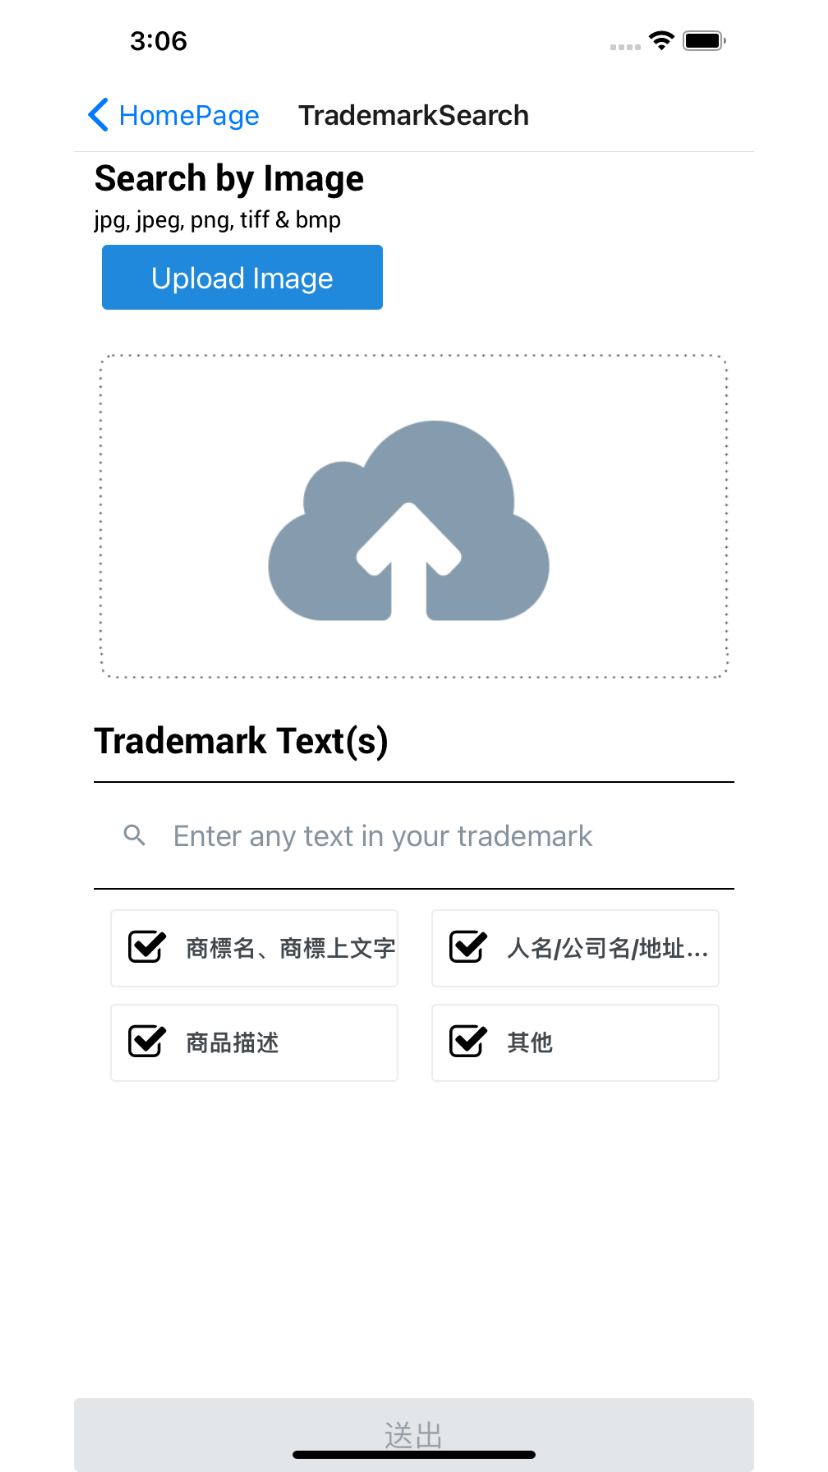 3:06
HomePage TrademarkSearch
Search by Image
jpg, jpeg, png, tiff & bmp
Upload Image
Trademark Text(s)
Enter any text in your trademark
商標名、商標上文字
人名/公司名/地址...
商品描述
其他
送出